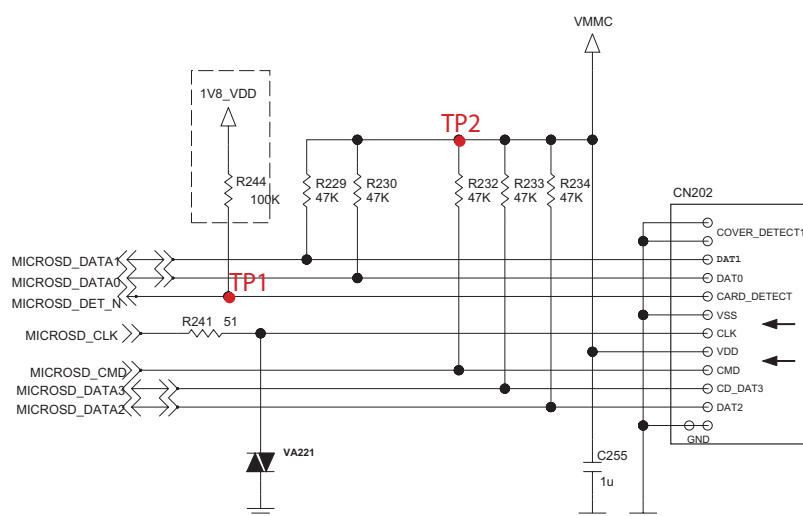 VMMC
1V8_VDD
TP2
R244
100K
R229
47K
R230
47K
R232
47K
R233
47K
R234
47K
CN202
COVER_DETECT1
MICROSD_DATA1
DAT1
MICROSD_DATA0
DAT0
TP1
MICROSD_DET_N
CARD_DETECT
VSS
R241 51
MICROSD_CLK
CLK
VDD
MICROSD_CMD
CMD
MICROSD_DATA3
CD_DAT3
MICROSD_DATA2
DAT2
GND
VA221
C255
1u